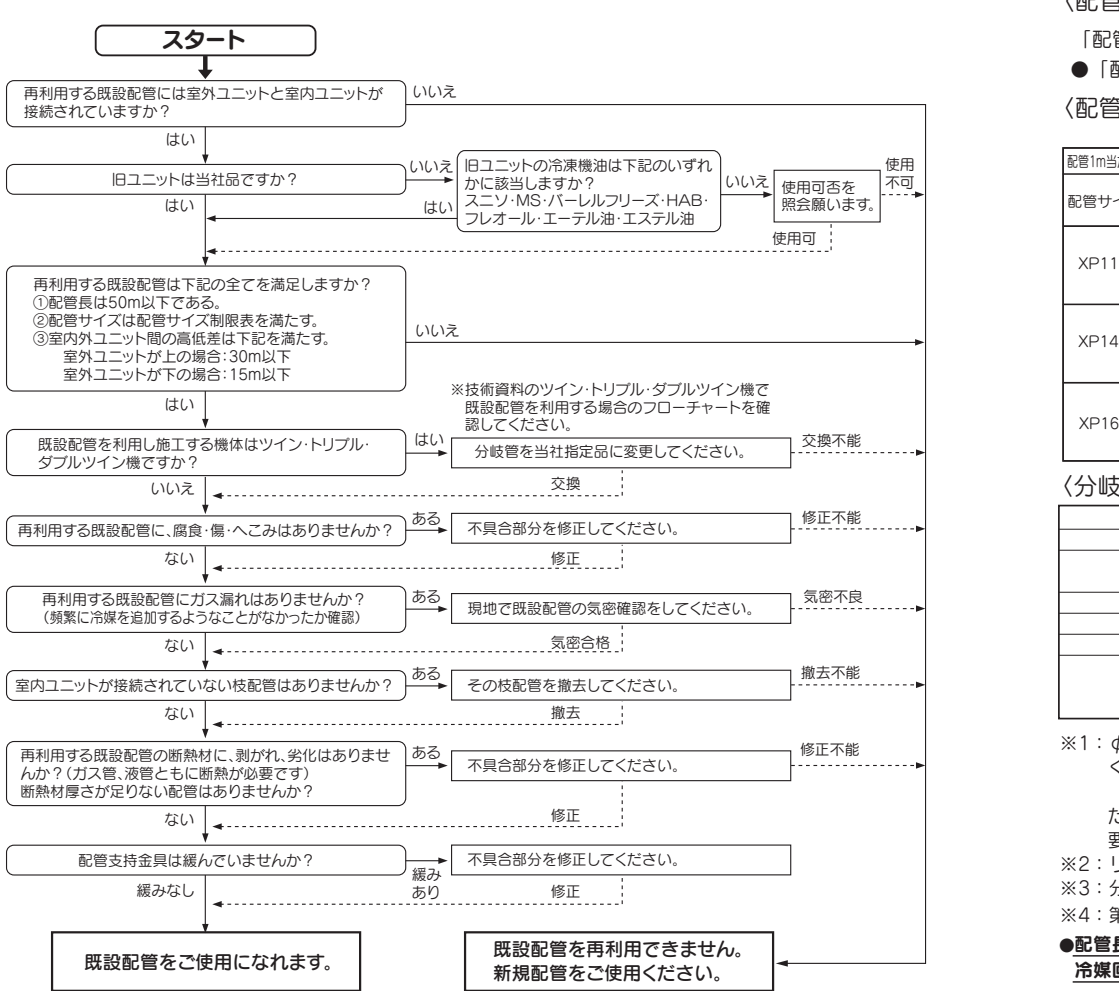 スタート
再利用する既設配管には室外ユニットと室内ユニットが
接続されていますか？
いいえ
はい
旧ユニットは当社品ですか？
いいえ
はい
旧ユニットの冷凍機油は下記のいずれ
かに該当しますか？
スニソ・MS・バーレルフリーズ・HAB・
フレオール・エーテル油・エステル油
いいえ
はい
使用可否を
照会願います。
使用
不可
使用可
再利用する既設配管は下記の全てを満足しますか？
①配管長は50m以下である。
②配管サイズは配管サイズ制限表を満たす。
③室内外ユニット間の高低差は下記を満たす。
室外ユニットが上の場合：30m以下
室外ユニットが下の場合：15m以下
いいえ
はい
※技術資料のツイン・トリプル・ダブルツイン機で
既設配管を利用する場合のフローチャートを確
認してください。
既設配管を利用し施工する機体はツイン・トリプル・
ダブルツイン機ですか？
はい
分岐管を当社指定品に変更してください。
交換不能
いいえ
交換
再利用する既設配管に、腐食・傷・へこみはありませんか？
ある
不具合部分を修正してください。
修正不能
ない
修正
再利用する既設配管にガス漏れはありませんか？
（頻繁に冷媒を追加するようなことがなかったか確認）
ある
現地で既設配管の気密確認をしてください。
気密不良
ない
気密合格
室内ユニットが接続されていない枝配管はありませんか？
ある
その枝配管を撤去してください。
撤去不能
ない
撤去
再利用する既設配管の断熱材に、剥がれ、劣化はありませ
んか？（ガス管、液管ともに断熱が必要です）
断熱材厚さが足りない配管はありませんか？
ある
不具合部分を修正してください。
修正不能
ない
修正
配管支持金具は緩んでいませんか？
緩み
あり
不具合部分を修正してください。
緩みなし
修正
既設配管をご使用になれます。
既設配管を再利用できません。
新規配管をご使用ください。
〈配管
「配管
●「配
〈配管
配管1m当た
配管サイ
XP11
XP14
XP16
〈分岐
※1：φ
く
た
要
※2：リ
※3：分
※4：第
●配管長
冷媒回